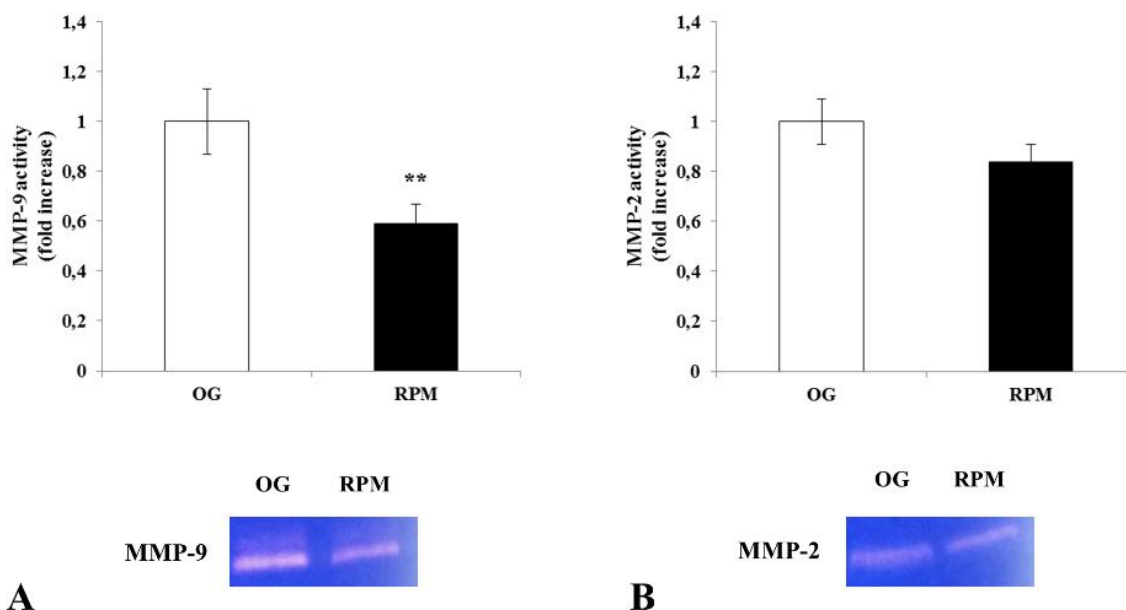 1,4
1,2
1
0,8
0,6
0,4
0,2
0
MMP-9 activity
(fold increase)
**
OG
RPM
1,4
1,2
1
0,8
0,6
0,4
0,2
0
MMP-2 activity
(fold increase)
OG
RPM
OG RPM
MMP-9
A
OG RPM
MMP-2
B